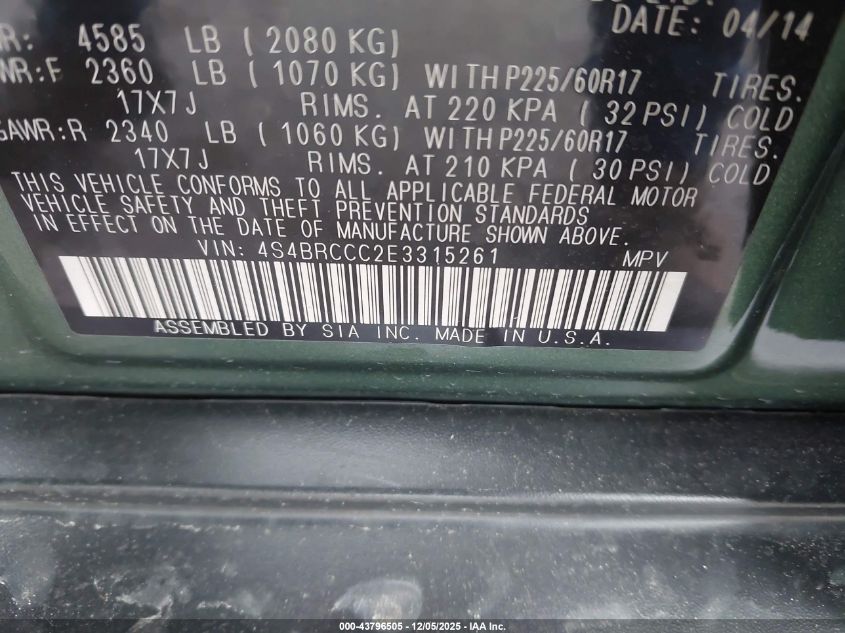 DATE: 04/14
4585 LB ( 2080 KG)
WR:F 2360 LB ( 1070 KG) WITH P225/60R17 TIRES.
17X7J RIMS. AT 220 KPA ( 32 PSI) COLD
GAWR:R 2340 LB ( 1060 KG) WITH P225/60R17 TIRES.
17X7J RIMS. AT 210 KPA ( 30 PSI) COLD
THIS VEHICLE CONFORMS TO ALL APPLICABLE FEDERAL MOTOR
VEHICLE SAFETY AND THEFT PREVENTION STANDARDS
IN EFFECT ON THE DATE OF MANUFACTURE SHOWN ABOVE.
VIN: 4S4BRCCC2E3315261 MPV
ASSEMBLED BY SIA INC. MADE IN U.S.A.
000-43796505 - 12/05/2025 - IAA Inc.